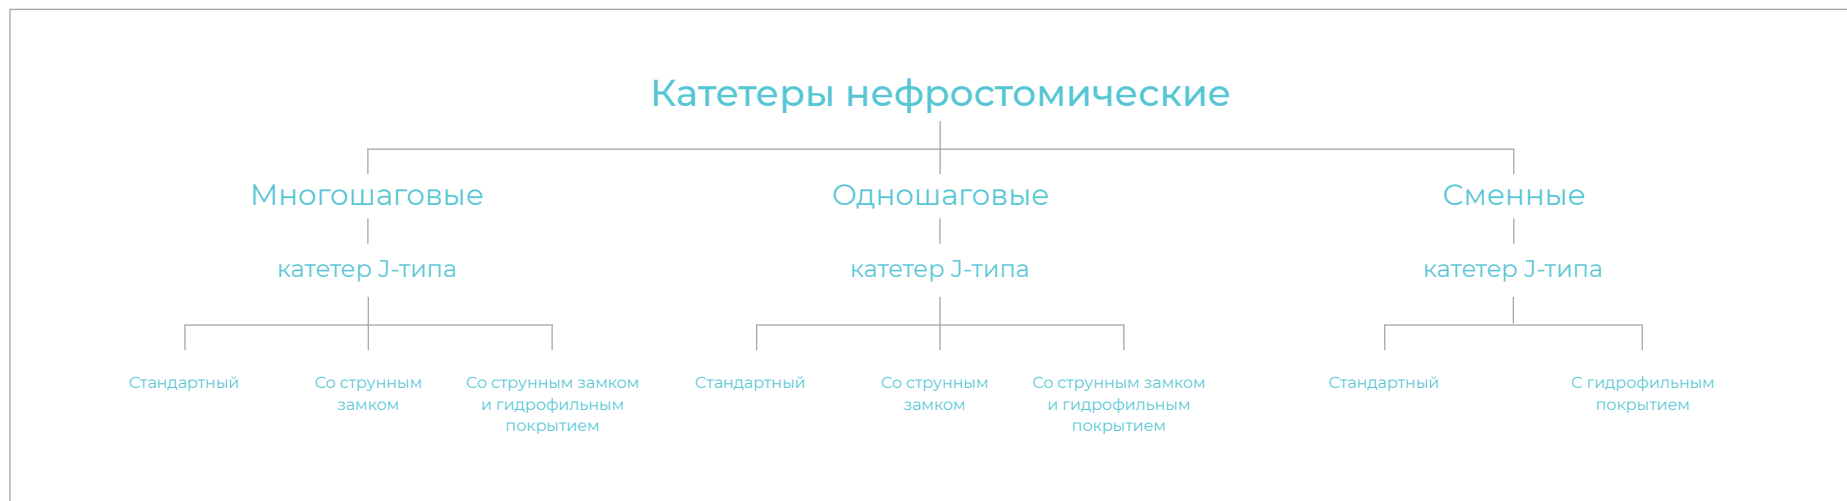 Катетеры нефростомические
Многошаговые
Одношаговые
Сменные
катетер J-типа
катетер J-типа
катетер J-типа
Стандартный
Со струнным
замком
Со струнным замком
и гидрофильным
покрытием
Стандартный
Со струнным
замком
Со струнным замком
и гидрофильным
покрытием
Стандартный
С гидрофильным
покрытием